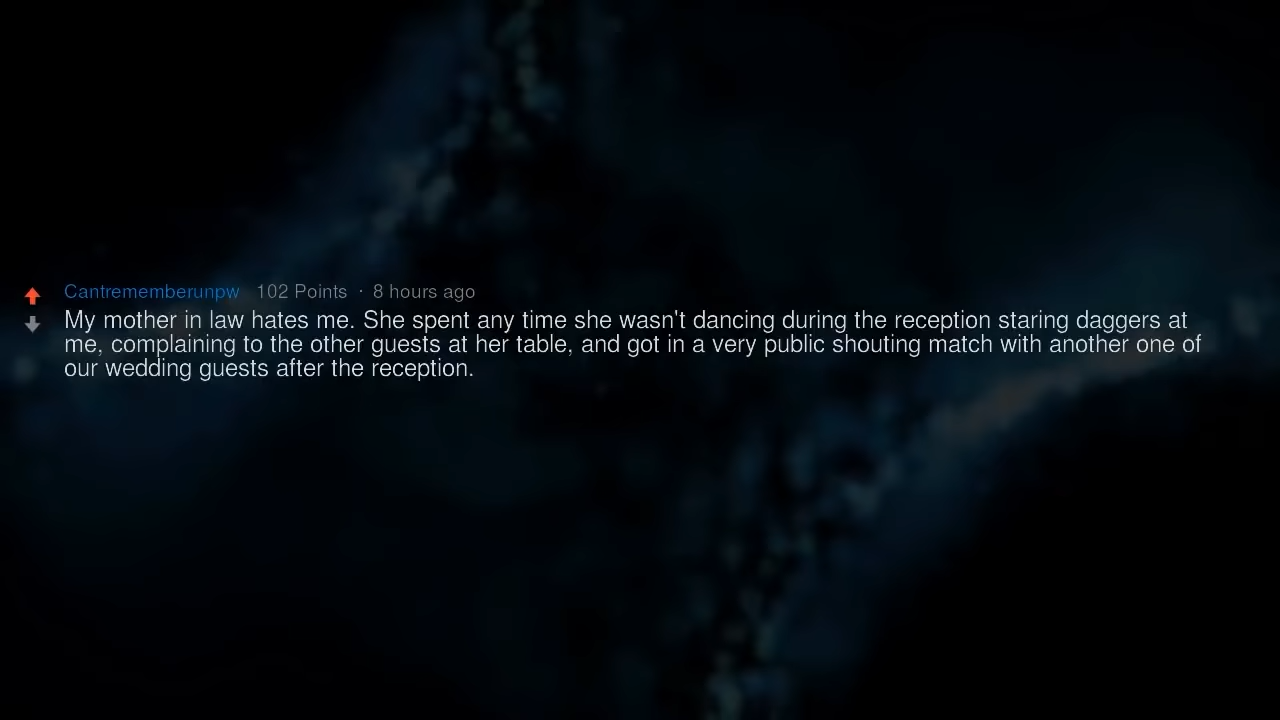 Cantrememberunpw 102 Points · 8 hours ago
My mother in law hates me. She spent any time she wasn't dancing during the reception staring daggers at
me, complaining to the other guests at her table, and got in a very public shouting match with another one of
our wedding guests after the reception.